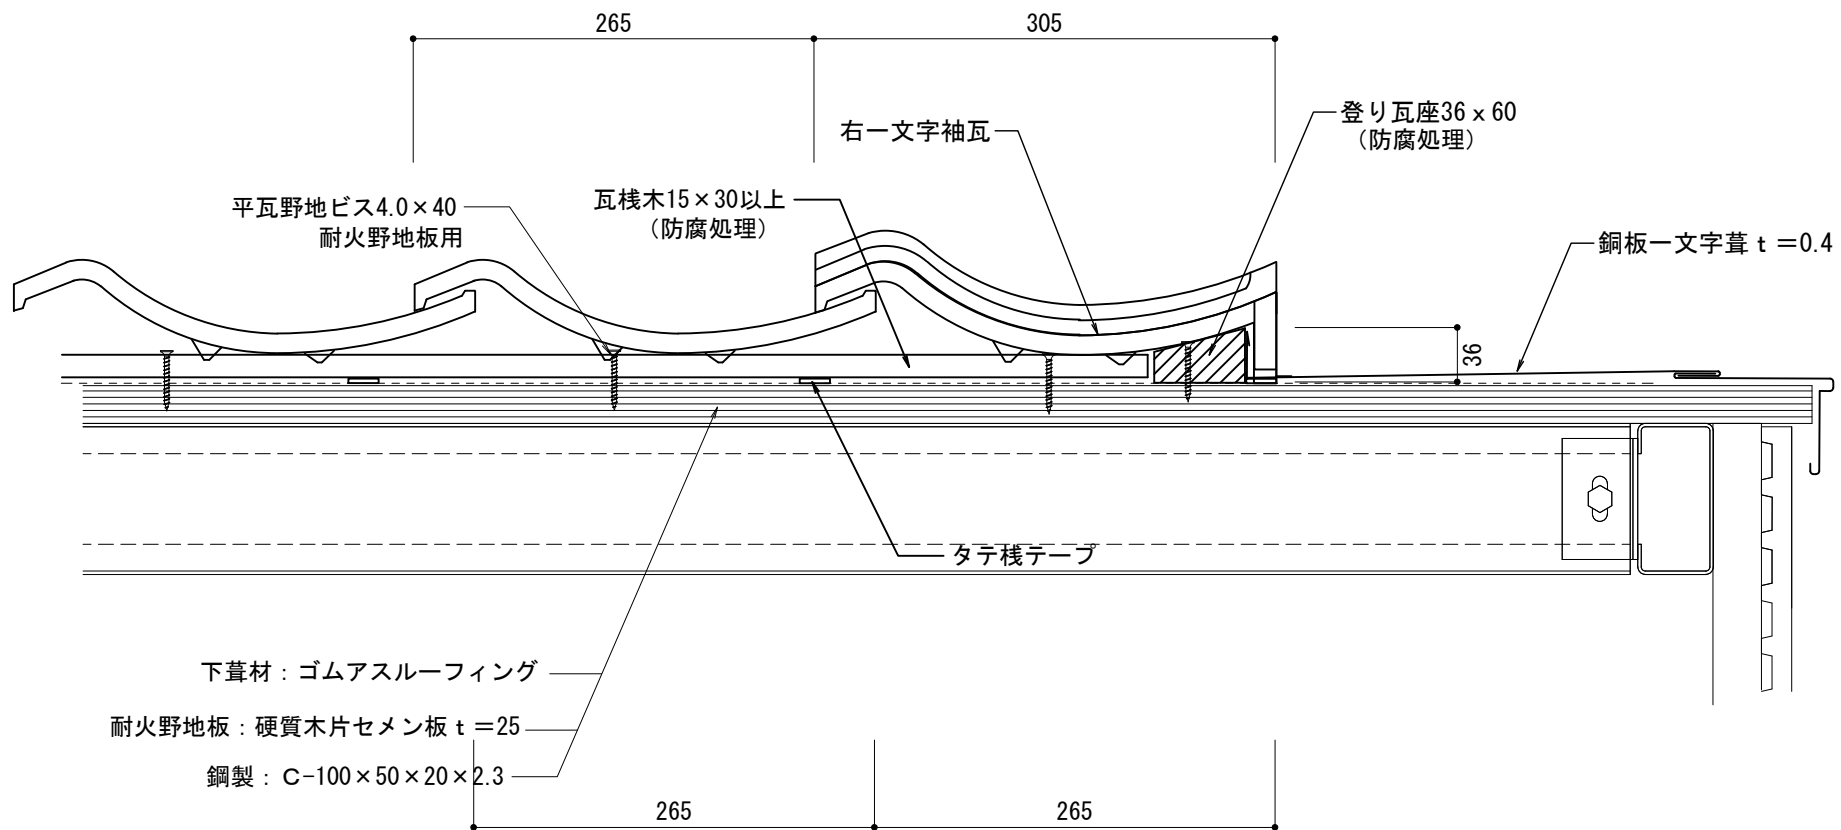 265
305
登り瓦座36x60
(防腐処理)
右一文字袖瓦
平瓦野地ビス4.0×40
耐火野地板用
瓦桟木15×30以上
(防腐処理)
銅板一文字葺 t =0.4
36
タテ桟テープ
下葺材:ゴムアスルーフィング
耐火野地板:硬質木片セメン板 t =25
鋼製: C-100×50×20×2.3
265
265